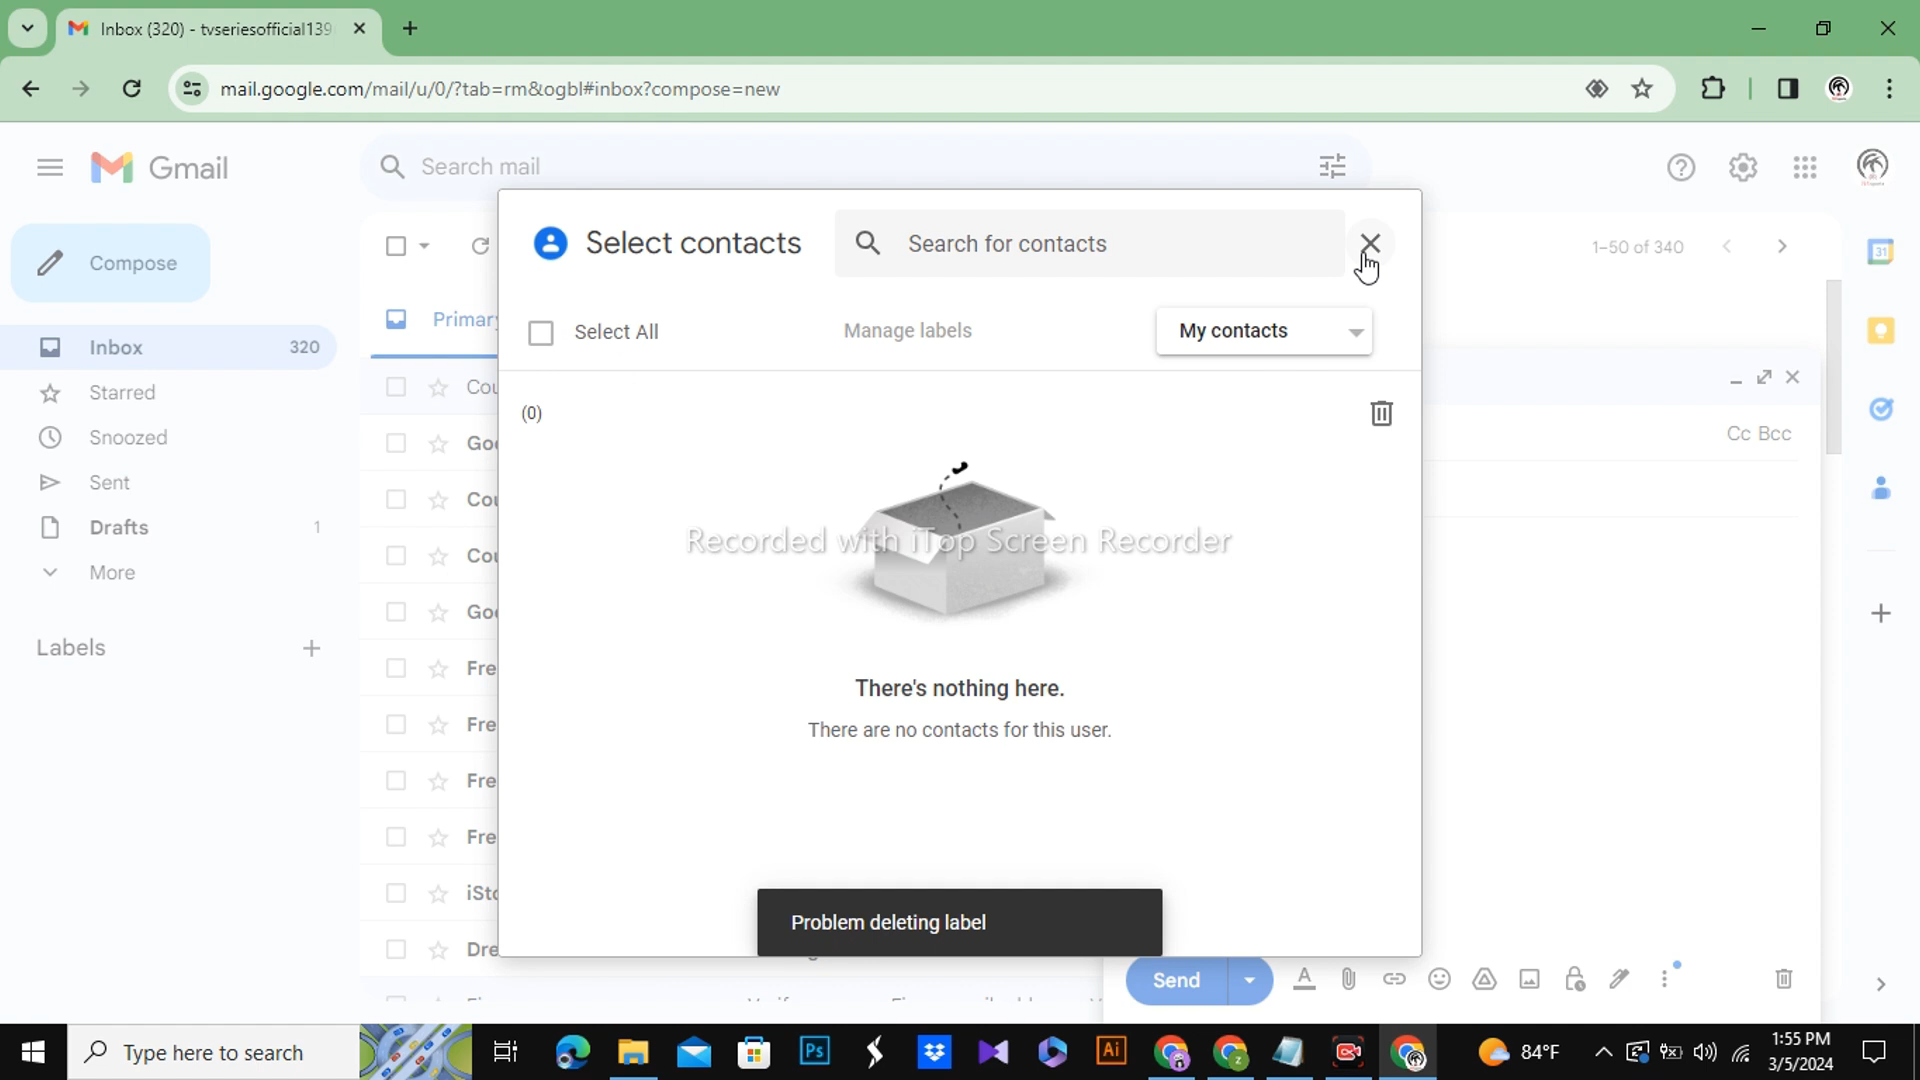 Inbox (320) - tvseriesofficial139
mail.google.com/mail/u/0/?tab=rm&ogbl#inbox?compose=new
Gmail
Search mail
Select contacts
Search for contacts
Compose
1–50 of 340
31
Primary
Select All
Manage labels
My contacts
Inbox 320
Starred
Snoozed
Sent
Drafts 1
More
Labels
(0)
Cc Bcc
Recorded with iTop Screen Recorder
There's nothing here.
There are no contacts for this user.
Problem deleting label
Send
Type here to search
Ps
Ai
84°F
1:55 PM
3/5/2024